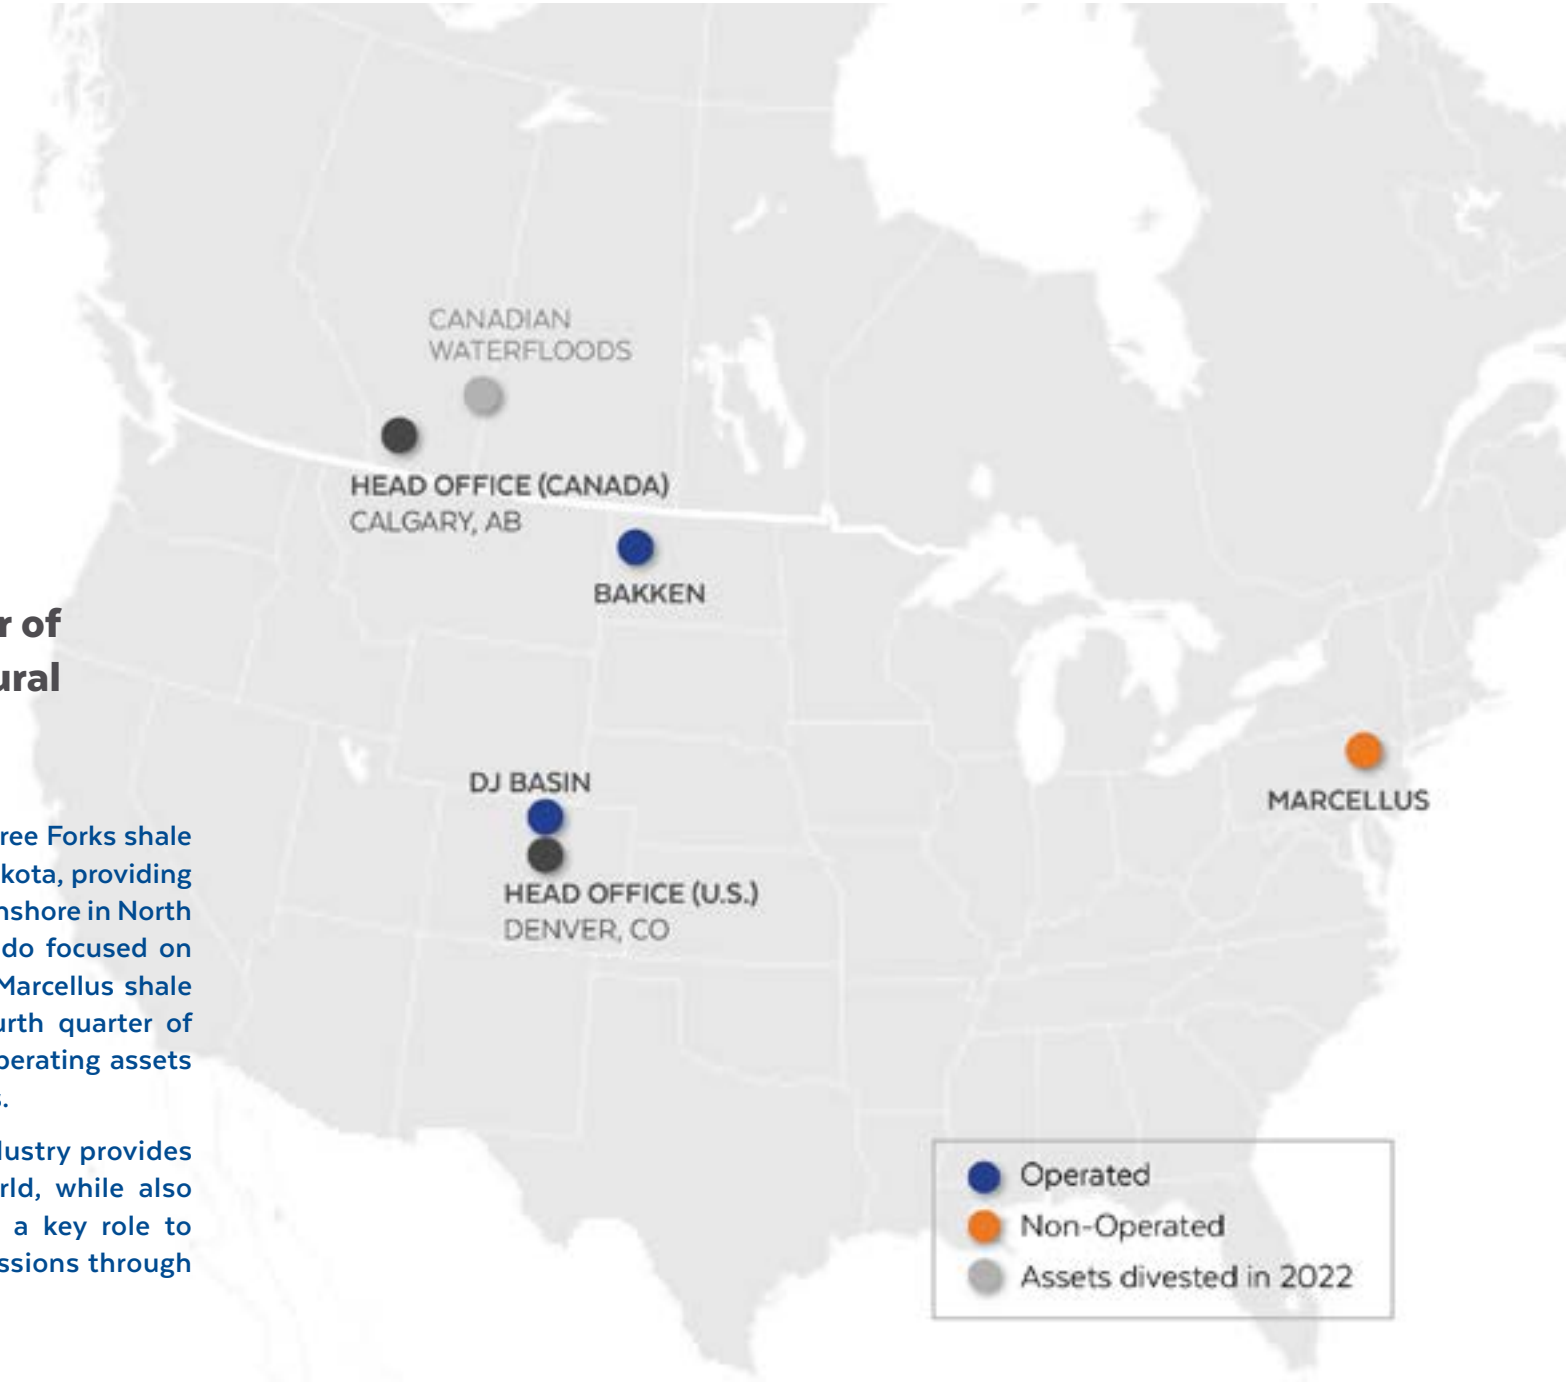 r of
ural
ree Forks shale
kota, providing
nshore in North
do focused on
Marcellus shale
urth quarter of
perating assets
s.
dustry provides
rld, while also
a key role to
ssions through
CANADIAN
WATERFLOODS
HEAD OFFICE (CANADA)
CALGARY, AB
BAKKEN
DJ BASIN
HEAD OFFICE (U.S.)
DENVER, CO
MARCELLUS
Operated
Non-Operated
Assets divested in 2022